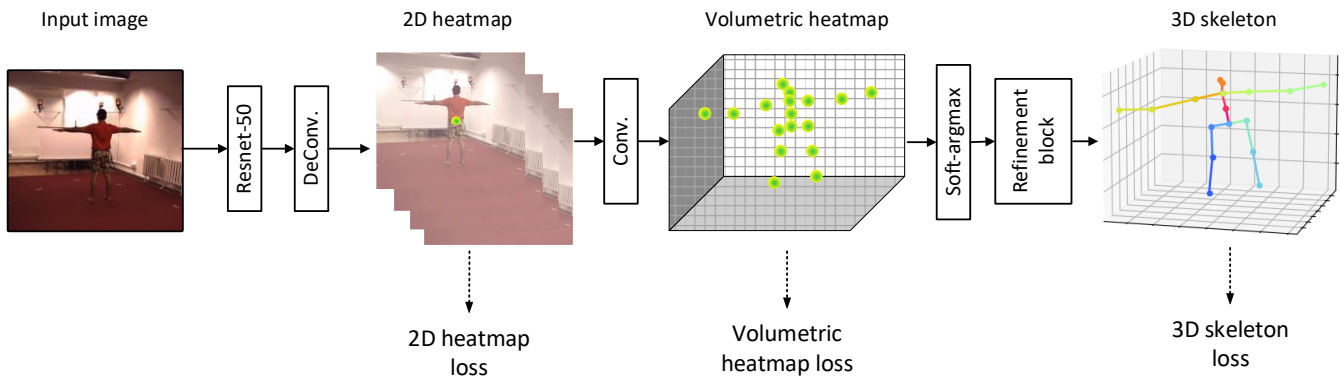 Input image
2D heatmap
Volumetric heatmap
3D skeleton
Resnet-50
DeConv.
Conv.
Soft-argmax
Refinement
block
2D heatmap
loss
Volumetric
heatmap loss
3D skeleton
loss